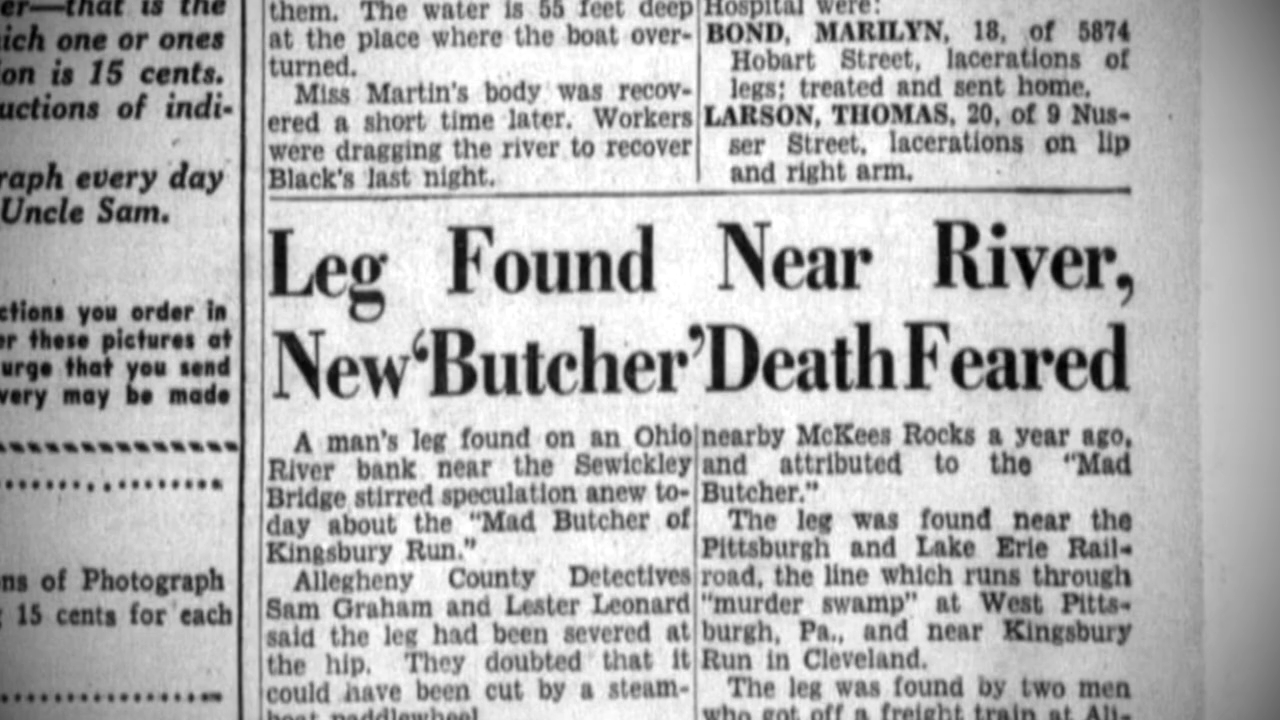 er—that is the
ich one or ones
on is 15 cents.
uctions of indi-
raph every day
Uncle Sam.
ctions you order in
er these pictures at
urge that you send
very may be made
ns of Photograph
15 cents for each
them. The water is 55 feet deep
at the place where the boat over-
turned.
Miss Martin's body was recov-
ered a short time later. Workers
were dragging the river to recover
Black's last night.
Hospital were:
BOND, MARILYN, 18, of 5874
Hobart Street, lacerations of
legs; treated and sent home.
LARSON, THOMAS, 20, of 9 Nus-
ser Street, lacerations on lip
and right arm.
Leg Found Near River,
New 'Butcher' Death Feared
A man's leg found on an Ohio
River bank near the Sewickley
Bridge stirred speculation anew to-
day about the "Mad Butcher of
Kingsbury Run."
Allegheny County Detectives
Sam Graham and Lester Leonard
said the leg had been severed at
the hip. They doubted that it
could have been cut by a steam-
boat paddlewheel.
nearby McKees Rocks a year ago,
and attributed to the "Mad
Butcher."
The leg was found near the
Pittsburgh and Lake Erie Rail-
road, the line which runs through
"murder swamp" at West Pitts-
burgh, Pa., and near Kingsbury
Run in Cleveland.
The leg was found by two men
who got off a freight train at Ali-